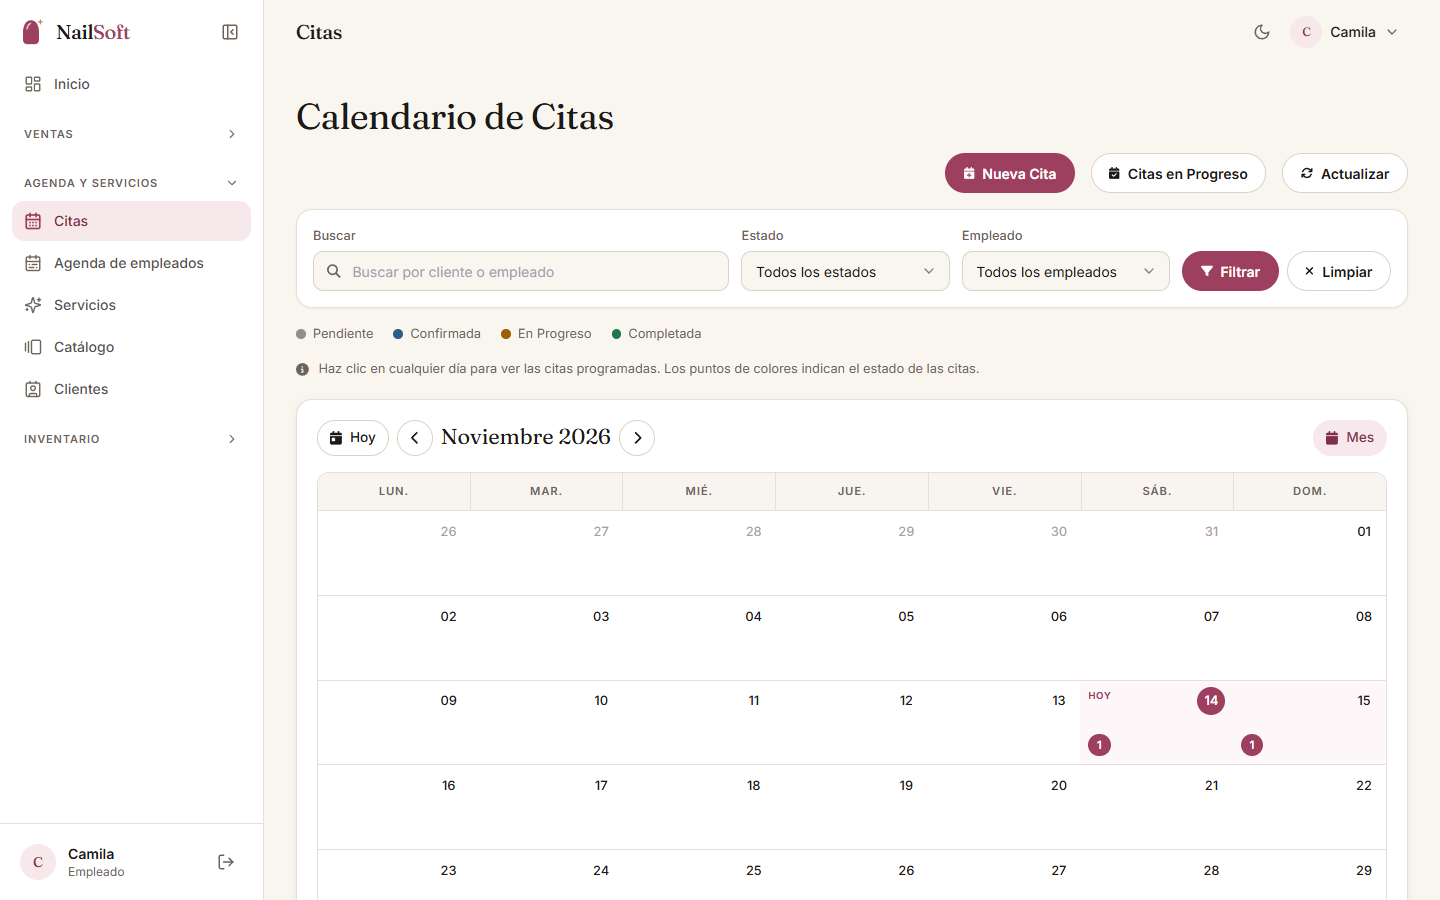 NailSoft
Inicio
VENTAS
AGENDA Y SERVICIOS
Citas
Agenda de empleados
Servicios
Catálogo
Clientes
INVENTARIO
C
Camila
Empleado
Citas
C
Camila
Calendario de Citas
Nueva Cita
Citas en Progreso
Actualizar
Buscar
Estado
Empleado
Buscar por cliente o empleado
Todos los estados
Todos los empleados
Filtrar
Limpiar
Pendiente
Confirmada
En Progreso
Completada
Haz clic en cualquier día para ver las citas programadas. Los puntos de colores indican el estado de las citas.
Hoy
Noviembre 2026
Mes
LUN. MAR. MIÉ. JUE. VIE. SÁB. DOM.
26 27 28 29 30 31 01
02 03 04 05 06 07 08
09 10 11 12 13 HOY 14 15
1 1
16 17 18 19 20 21 22
23 24 25 26 27 28 29